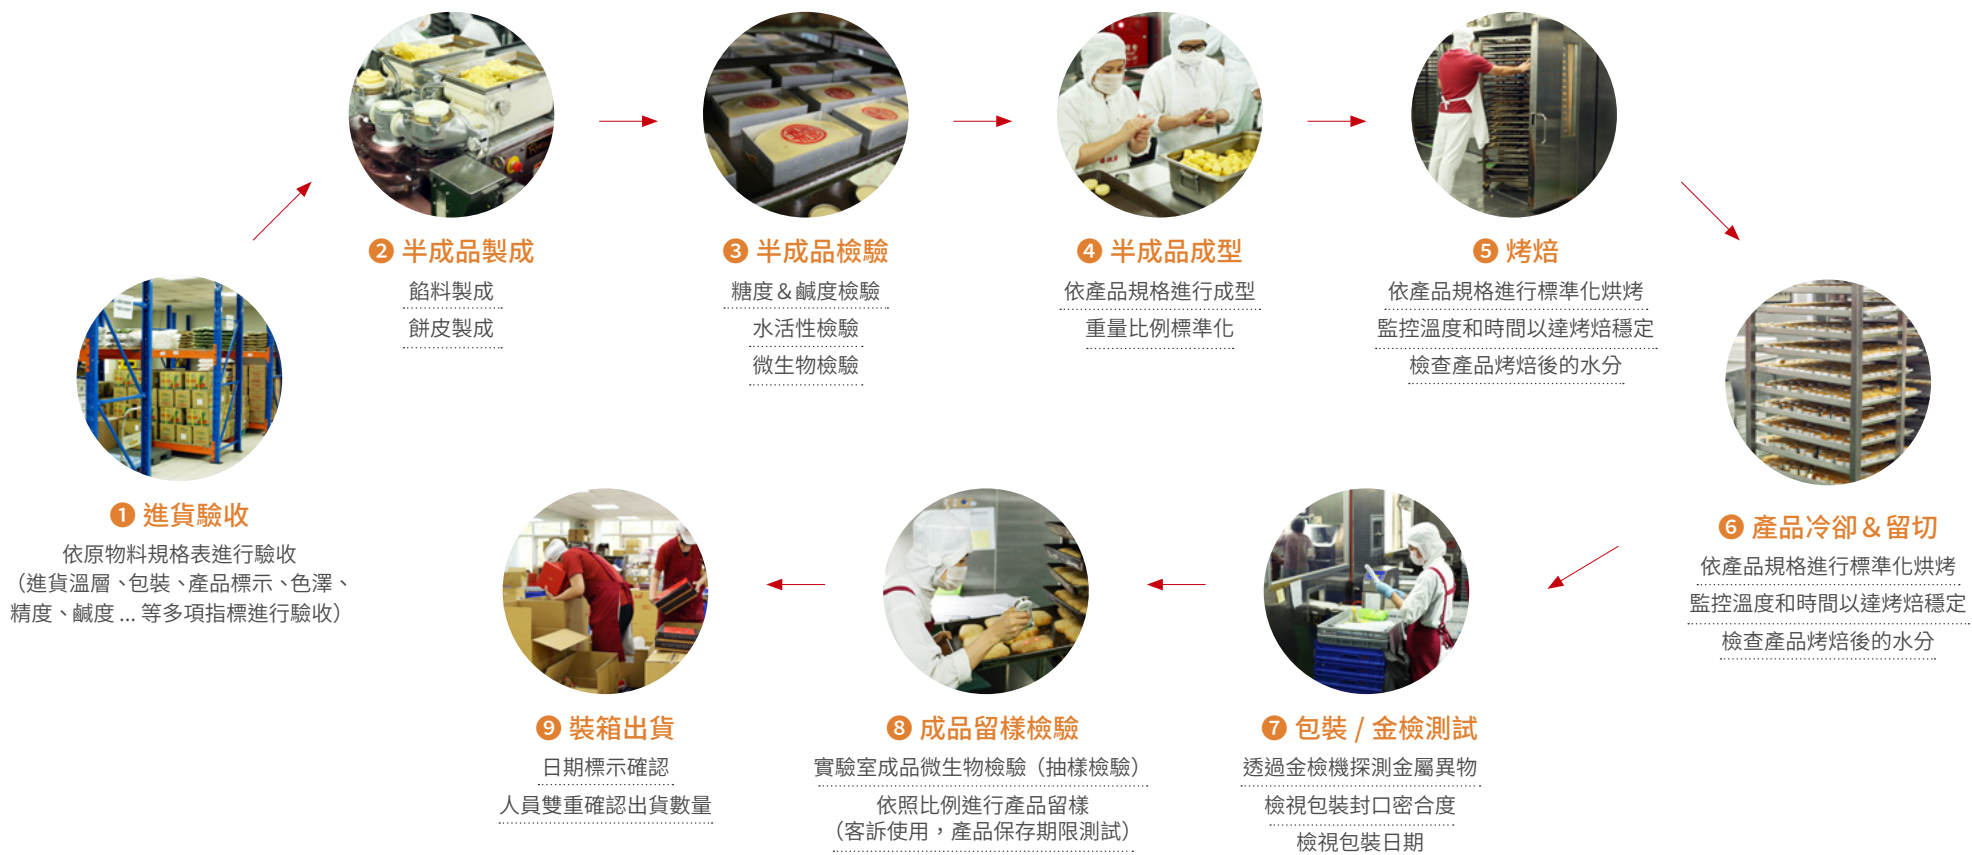 ❶ 進貨驗收
依原物料規格表進行驗收
（進貨溫層、包裝、產品標示、色澤、
精度、鹹度 ... 等多項指標進行驗收）
❷ 半成品製成
餡料製成
餅皮製成
❸ 半成品檢驗
糖度＆鹹度檢驗
水活性檢驗
微生物檢驗
❹ 半成品成型
依產品規格進行成型
重量比例標準化
❺ 烤焙
依產品規格進行標準化烘烤
監控溫度和時間以達烤焙穩定
檢查產品烤焙後的水分
❻ 產品冷卻＆留切
依產品規格進行標準化烘烤
監控溫度和時間以達烤焙穩定
檢查產品烤焙後的水分
❼ 包裝 / 金檢測試
透過金檢機探測金屬異物
檢視包裝封口密合度
檢視包裝日期
❽ 成品留樣檢驗
實驗室成品微生物檢驗（抽樣檢驗）
依照比例進行產品留樣
（客訴使用，產品保存期限測試）
❾ 裝箱出貨
日期標示確認
人員雙重確認出貨數量